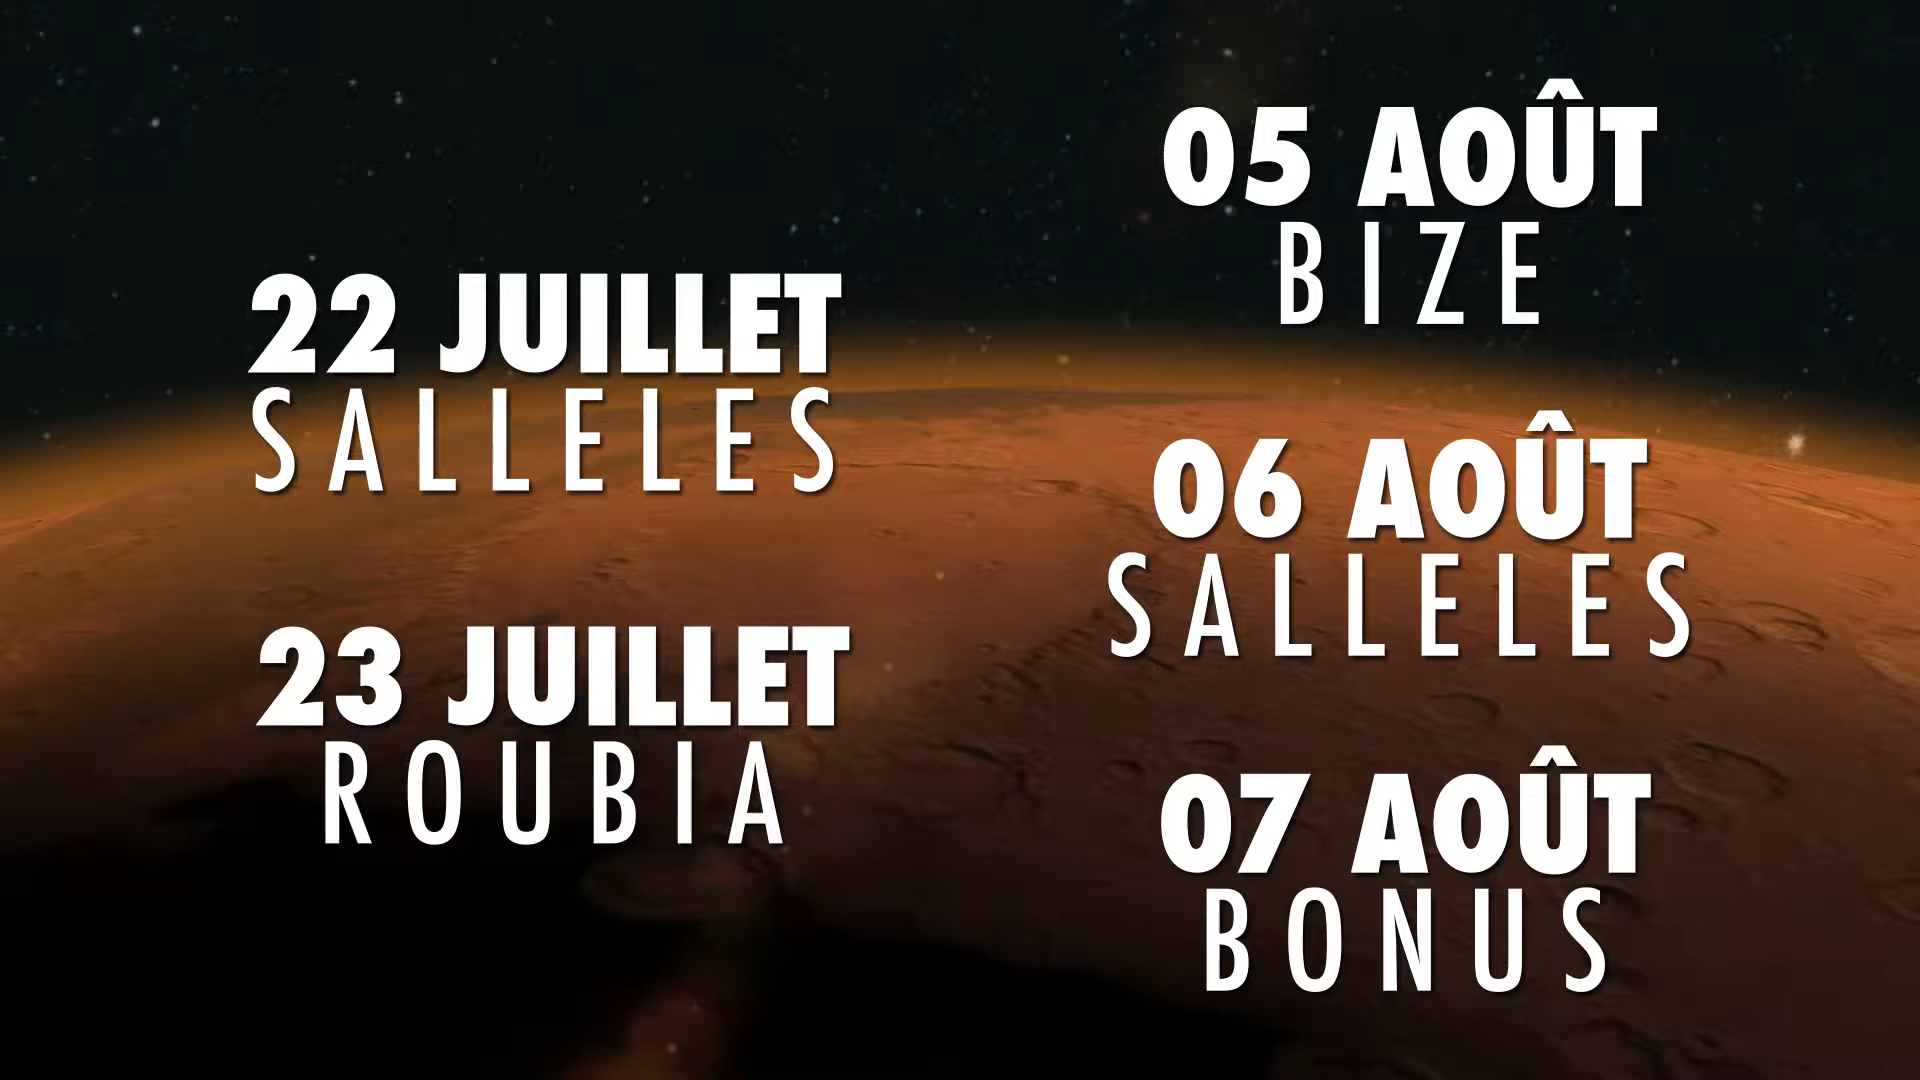 22 JUILLET
SALLELES
23 JUILLET
ROUBIA
05 AOÛT
BIZE
06 AOÛT
SALLELES
07 AOÛT
BONUS